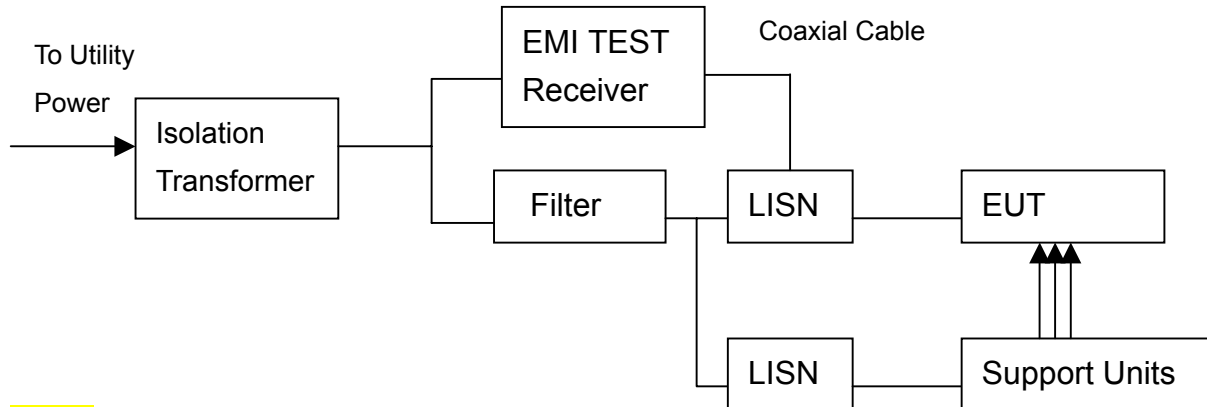 To Utility
Power
Isolation
Transformer
EMI TEST
Receiver
Coaxial Cable
Filter
LISN
EUT
LISN
Support Units